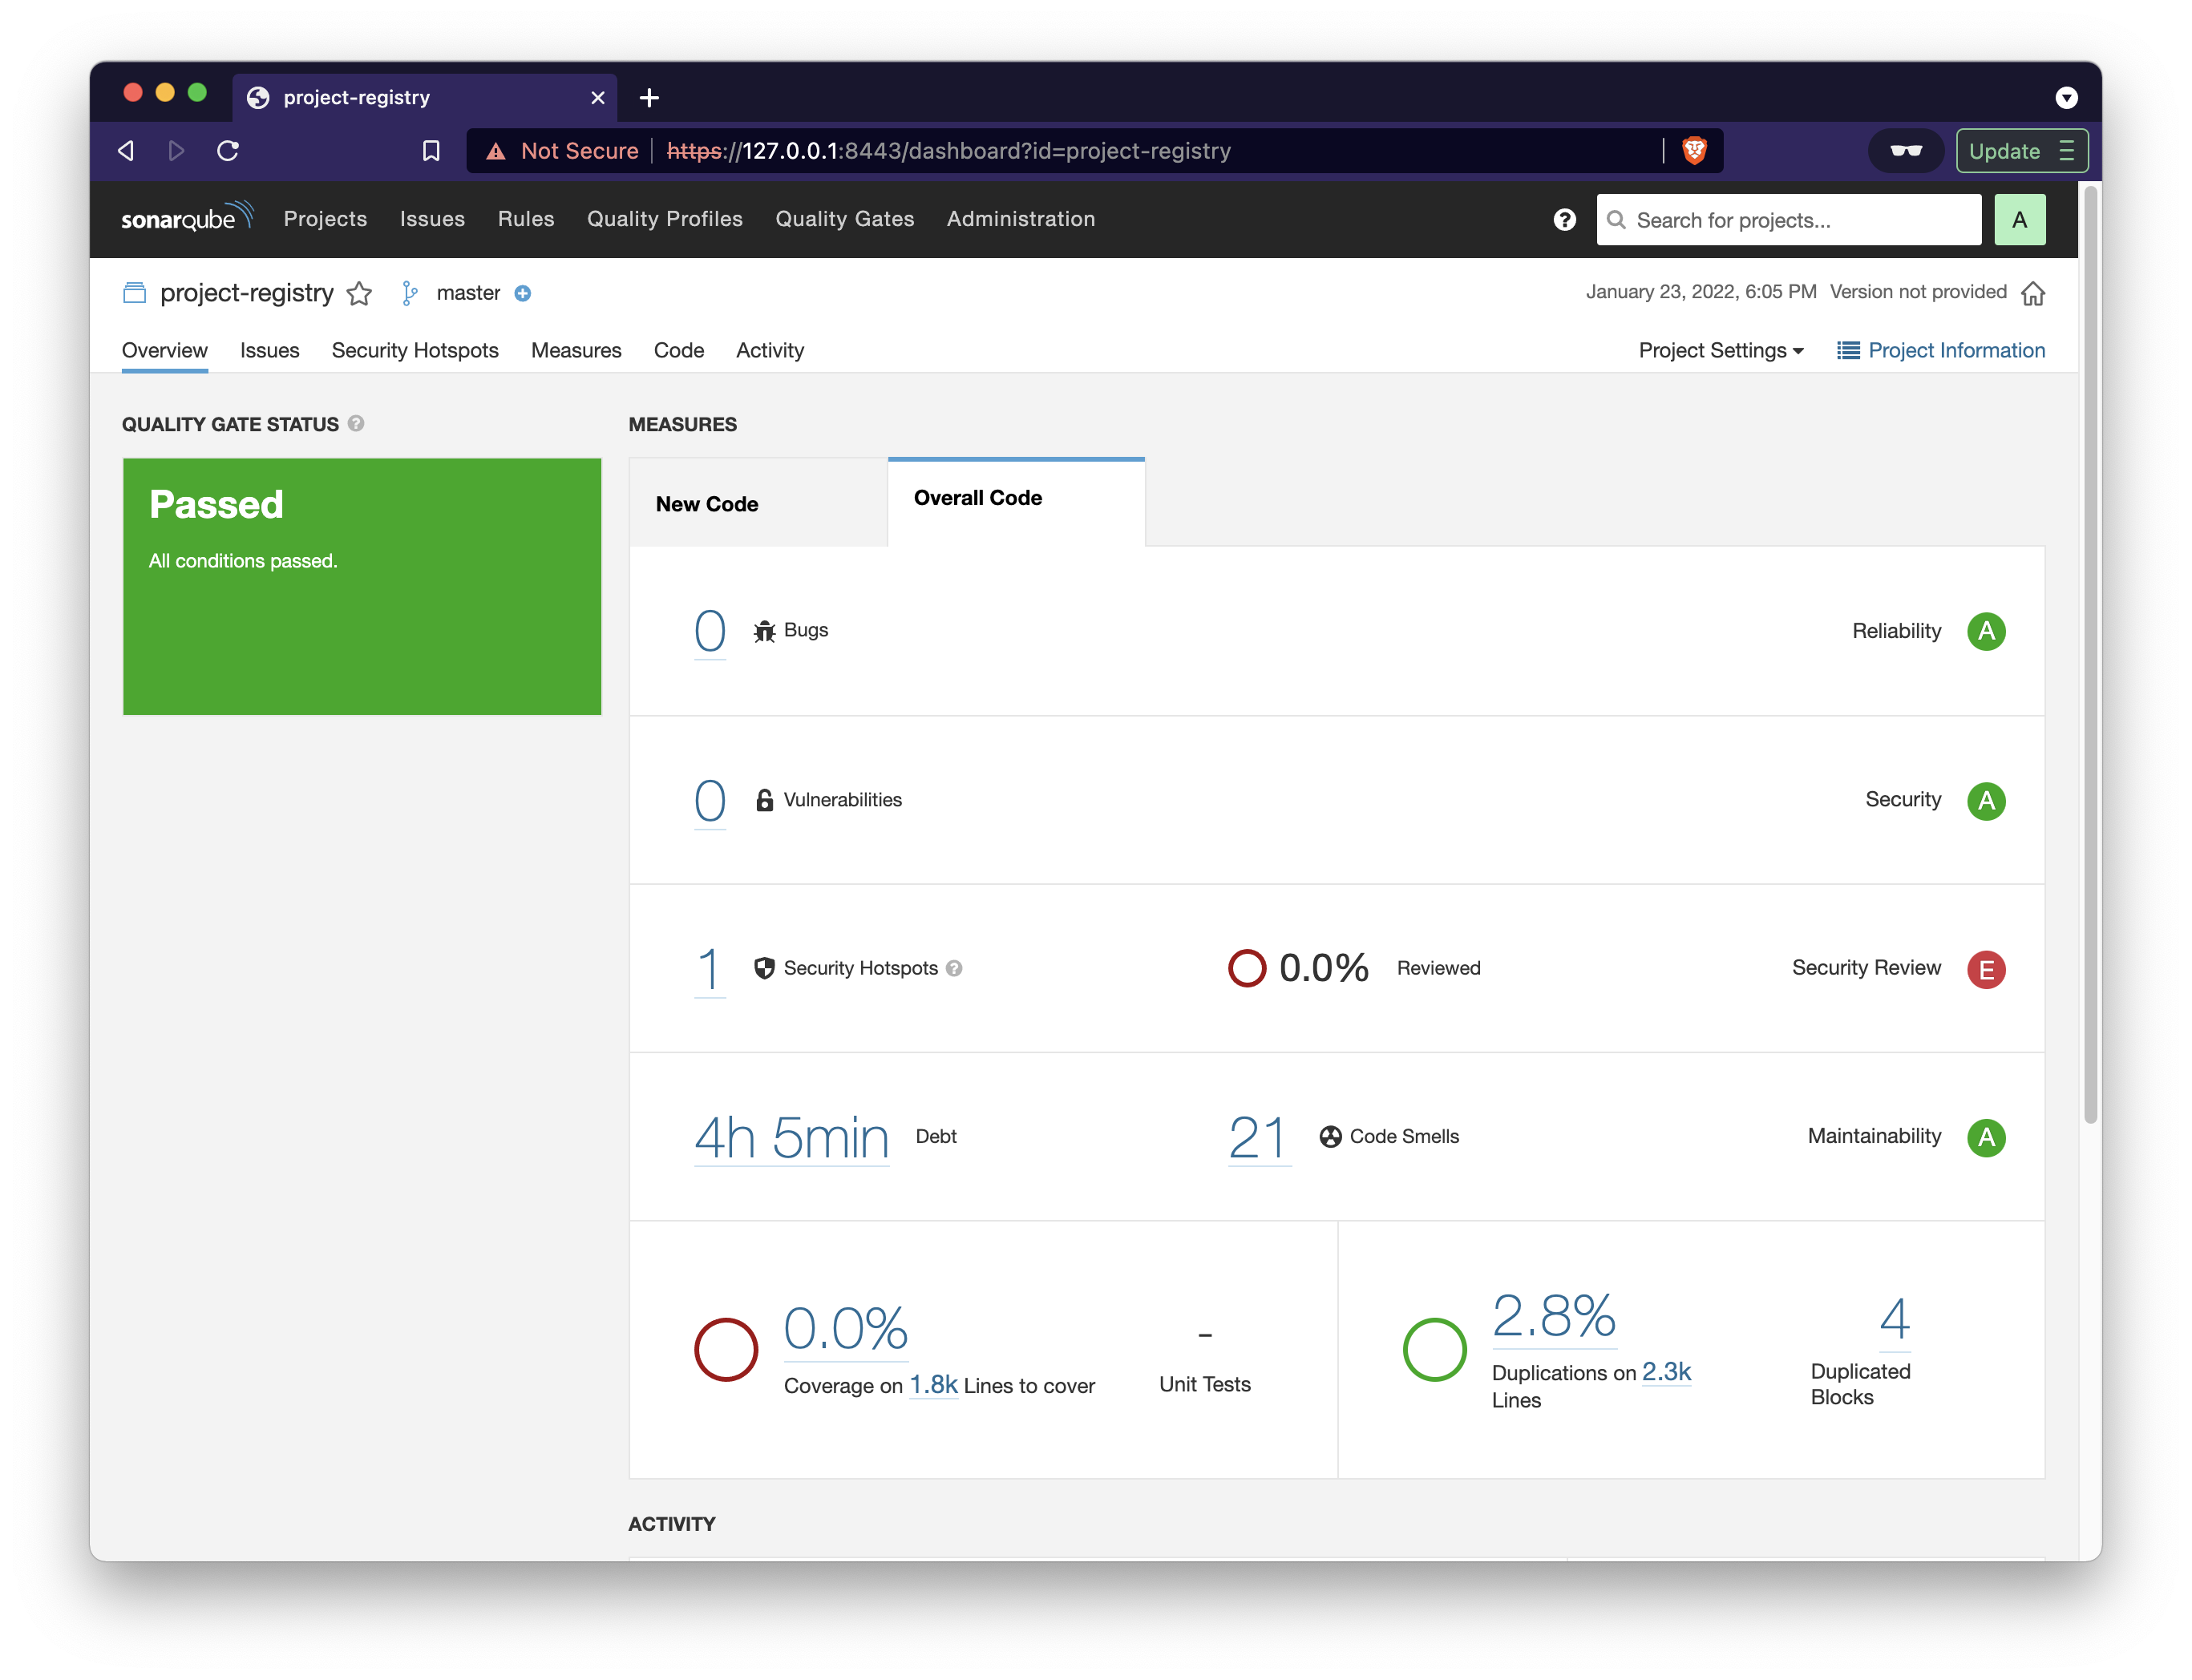 project-registry
Not Secure https://127.0.0.1:8443/dashboard?id=project-registry Update
sonarqube Projects Issues Rules Quality Profiles Quality Gates Administration Search for projects... A
project-registry master January 23, 2022, 6:05 PM Version not provided
Overview Issues Security Hotspots Measures Code Activity Project Settings Project Information
QUALITY GATE STATUS
Passed
All conditions passed.
MEASURES
New Code Overall Code
0 Bugs Reliability A
0 Vulnerabilities Security A
1 Security Hotspots 0.0% Reviewed Security Review E
4h 5min Debt 21 Code Smells Maintainability A
0.0%
Coverage on 1.8k Lines to cover
–
Unit Tests
2.8%
Duplications on 2.3k
Lines
4
Duplicated
Blocks
ACTIVITY